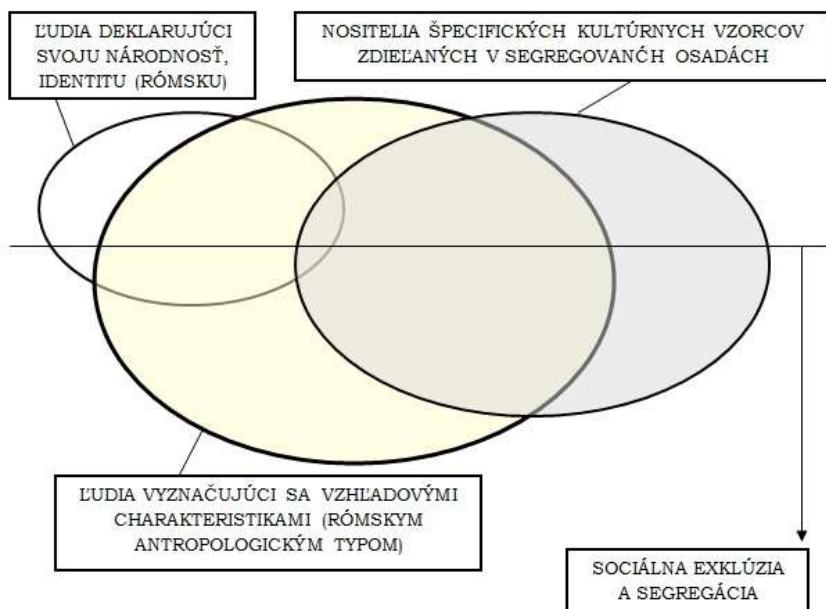 ĽUDIA DEKLARUJÚCI
SVOJU NÁRODNOSŤ,
IDENTITU (RÓMSKU)
NOSITELIA ŠPECIFICKÝCH KULTÚRNYCH VZORCOV
ZDIEĽANÝCH V SEGREGOVANĆH OSADÁCH
ĽUDIA VYZNAČUJÚCI SA VZHĽADOVÝMI
CHARAKTERISTIKAMI (RÓMSKYM
ANTROPOLOGICKÝM TYPOM)
SOCIÁLNA EXKLÚZIA
A SEGREGÁCIA